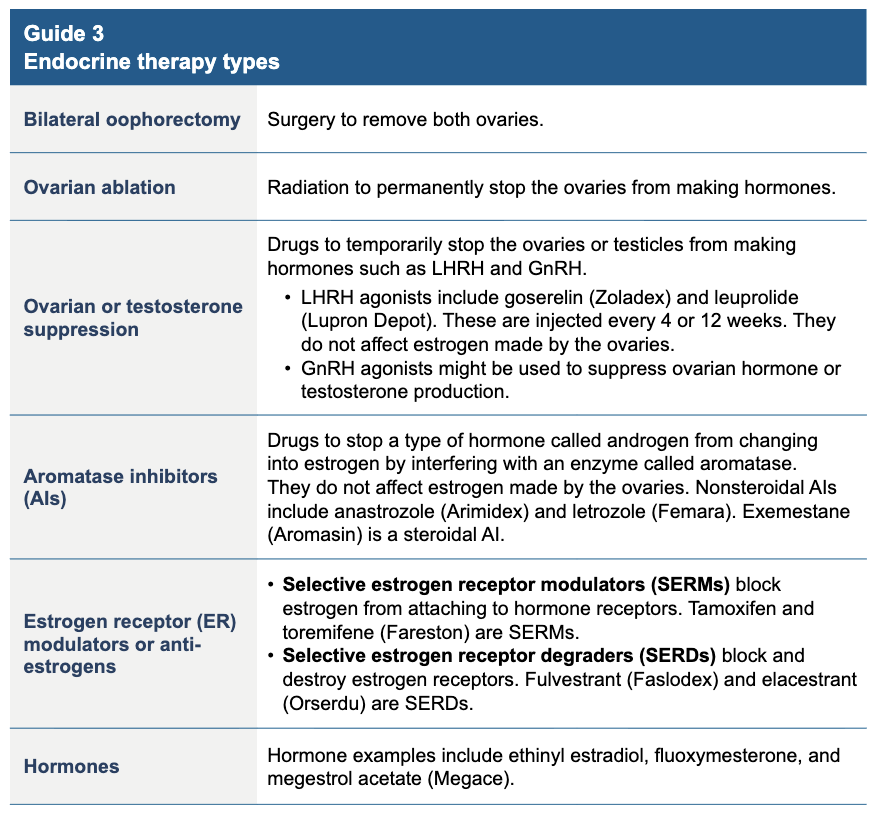 Guide 3
Endocrine therapy types
Bilateral oophorectomy
Surgery to remove both ovaries.
Ovarian ablation
Radiation to permanently stop the ovaries from making hormones.
Ovarian or testosterone
suppression
Drugs to temporarily stop the ovaries or testicles from making
hormones such as LHRH and GnRH.
• LHRH agonists include goserelin (Zoladex) and leuprolide
(Lupron Depot). These are injected every 4 or 12 weeks. They
do not affect estrogen made by the ovaries.
• GnRH agonists might be used to suppress ovarian hormone or
testosterone production.
Aromatase inhibitors
(AIs)
Drugs to stop a type of hormone called androgen from changing
into estrogen by interfering with an enzyme called aromatase.
They do not affect estrogen made by the ovaries. Nonsteroidal AIs
include anastrozole (Arimidex) and letrozole (Femara). Exemestane
(Aromasin) is a steroidal AI.
Estrogen receptor (ER)
modulators or anti-
estrogens
• Selective estrogen receptor modulators (SERMs) block
estrogen from attaching to hormone receptors. Tamoxifen and
toremifene (Fareston) are SERMs.
• Selective estrogen receptor degraders (SERDs) block and
destroy estrogen receptors. Fulvestrant (Faslodex) and elacestrant
(Orserdu) are SERDs.
Hormones
Hormone examples include ethinyl estradiol, fluoxymesterone, and
megestrol acetate (Megace).